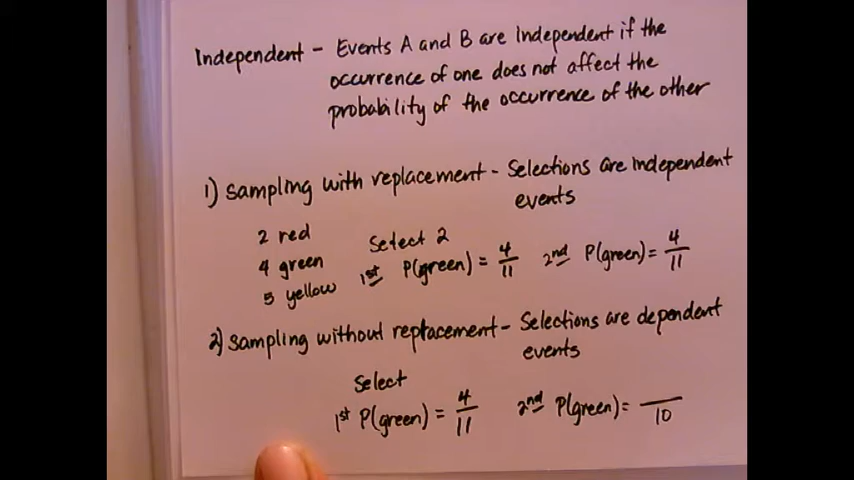 Independent - Events A and B are independent if the
occurrence of one does not affect the
probability of the occurrence of the other
1) Sampling with replacement - Selections are independent
events
2 red
4 green
5 yellow
Select 2
1st P(green) = 4/11 2nd P(green) = 4/11
2) Sampling without replacement - Selections are dependent
events
Select
1st P(green) = 4/11 2nd P(green) = __/10